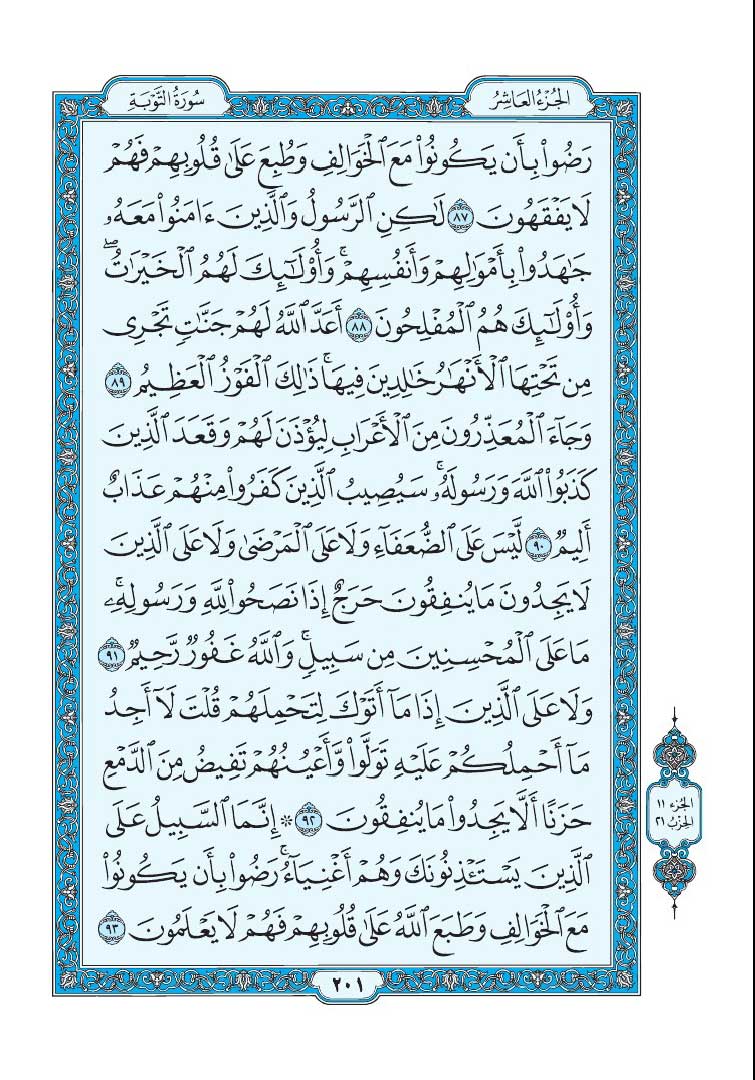 الجُزْءُ العَاشِرُ
سُورَةُ التَّوْبَةِ
رَضُوا۟ بِأَن يَكُونُوا۟ مَعَ ٱلْخَوَالِفِ وَطُبِعَ عَلَىٰ قُلُوبِهِمْ فَهُمْ
لَا يَفْقَهُونَ ٨٧ لَٰكِنِ ٱلرَّسُولُ وَٱلَّذِينَ ءَامَنُوا۟ مَعَهُۥ
جَٰهَدُوا۟ بِأَمْوَٰلِهِمْ وَأَنفُسِهِمْ ۚ وَأُو۟لَٰٓئِكَ لَهُمُ ٱلْخَيْرَٰتُ ۖ
وَأُو۟لَٰٓئِكَ هُمُ ٱلْمُفْلِحُونَ ٨٨ أَعَدَّ ٱللَّهُ لَهُمْ جَنَّٰتٍ تَجْرِى
مِن تَحْتِهَا ٱلْأَنْهَٰرُ خَٰلِدِينَ فِيهَا ۚ ذَٰلِكَ ٱلْفَوْزُ ٱلْعَظِيمُ ٨٩
وَجَآءَ ٱلْمُعَذِّرُونَ مِنَ ٱلْأَعْرَابِ لِيُؤْذَنَ لَهُمْ وَقَعَدَ ٱلَّذِينَ
كَذَبُوا۟ ٱللَّهَ وَرَسُولَهُۥ ۚ سَيُصِيبُ ٱلَّذِينَ كَفَرُوا۟ مِنْهُمْ عَذَابٌ
أَلِيمٌ ٩٠ لَّيْسَ عَلَى ٱلضُّعَفَآءِ وَلَا عَلَى ٱلْمَرْضَىٰ وَلَا عَلَى ٱلَّذِينَ
لَا يَجِدُونَ مَا يُنفِقُونَ حَرَجٌ إِذَا نَصَحُوا۟ لِلَّهِ وَرَسُولِهِۦ ۚ
مَا عَلَى ٱلْمُحْسِنِينَ مِن سَبِيلٍ ۚ وَٱللَّهُ غَفُورٌ رَّحِيمٌ ٩١
وَلَا عَلَى ٱلَّذِينَ إِذَا مَآ أَتَوْكَ لِتَحْمِلَهُمْ قُلْتَ لَآ أَجِدُ
مَآ أَحْمِلُكُمْ عَلَيْهِ تَوَلَّوا۟ وَّأَعْيُنُهُمْ تَفِيضُ مِنَ ٱلدَّمْعِ
حَزَنًا أَلَّا يَجِدُوا۟ مَا يُنفِقُونَ ٩٢ * إِنَّمَا ٱلسَّبِيلُ عَلَى
ٱلَّذِينَ يَسْتَـْٔذِنُونَكَ وَهُمْ أَغْنِيَآءُ ۚ رَضُوا۟ بِأَن يَكُونُوا۟
مَعَ ٱلْخَوَالِفِ وَطَبَعَ ٱللَّهُ عَلَىٰ قُلُوبِهِمْ فَهُمْ لَا يَعْلَمُونَ ٩٣
الجزء ١١
الحزب ٢١
٢٠١